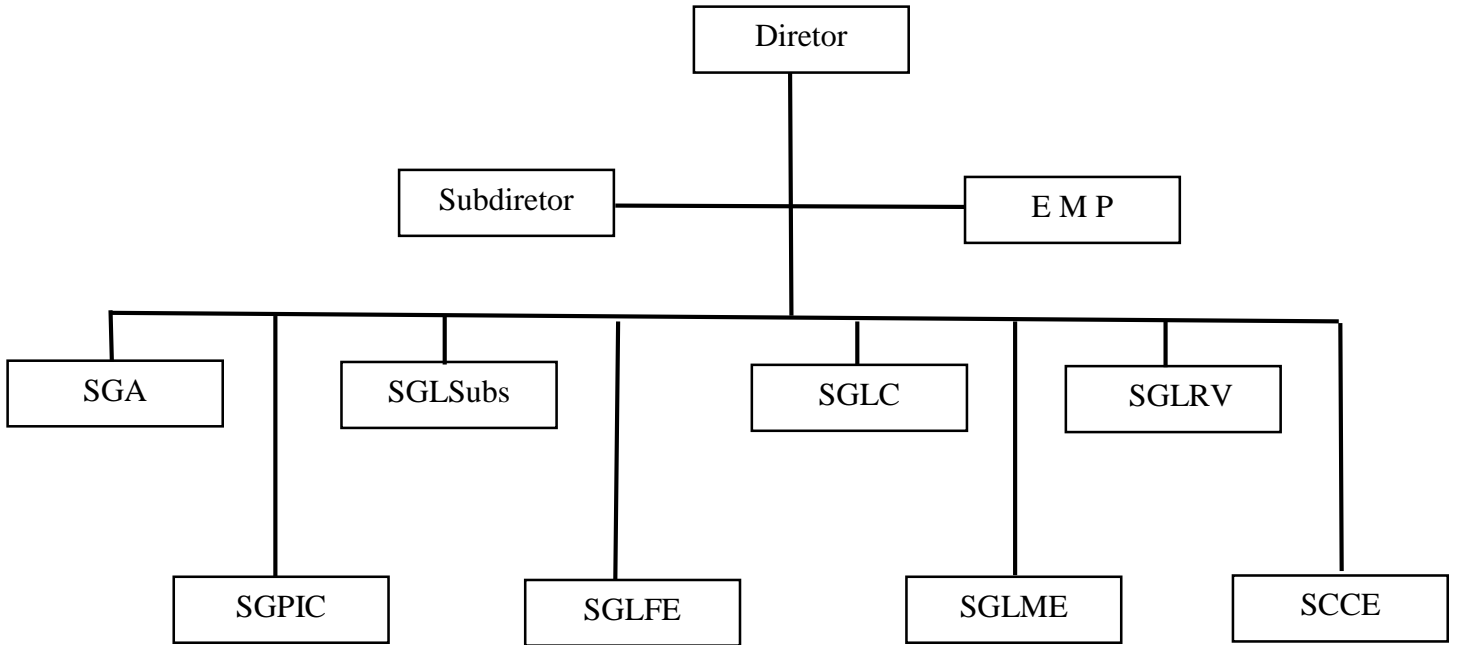 Diretor
Subdiretor
E M P
SGA
SGLSubs
SGLC
SGLRV
SGPIC
SGLFE
SGLME
SCCE